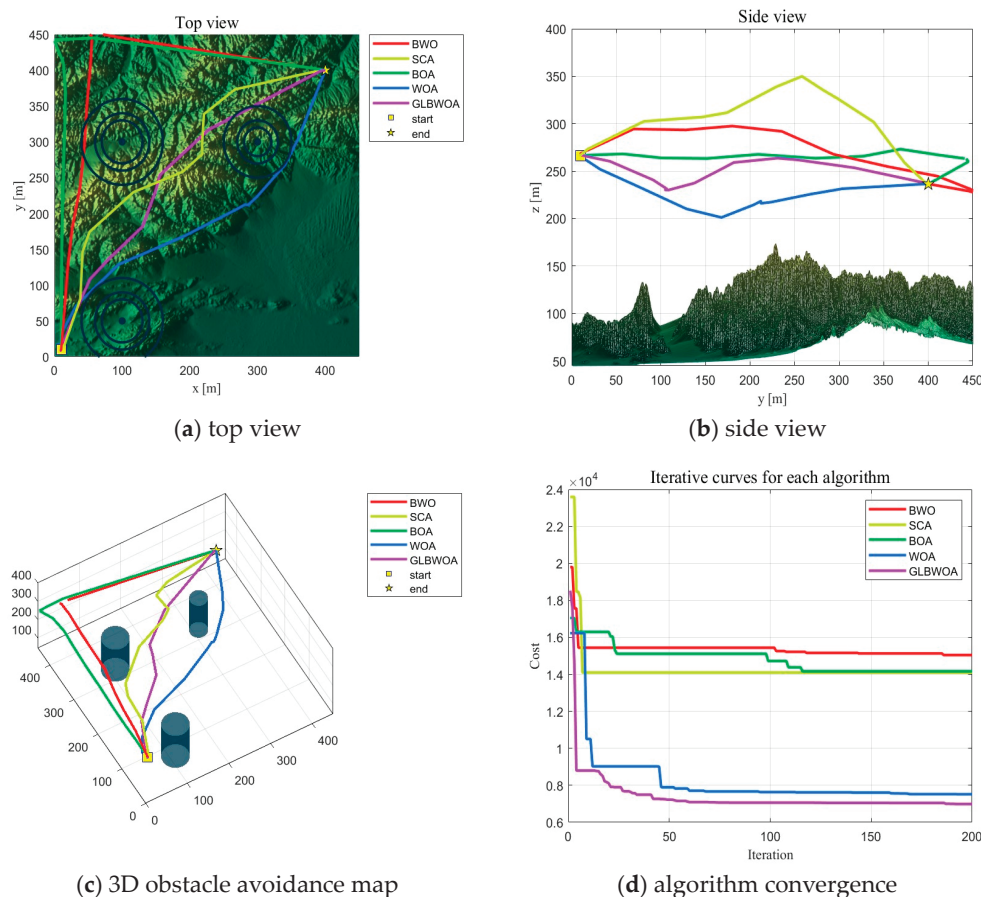 Top view
450
400
350
300
250
200
150
100
50
0
y [m]
0 100 200 300 400
x [m]
BWO
SCA
BOA
WOA
GLBWOA
start
end
(a) top view
Side view
400
350
300
250
200
150
100
50
z [m]
0 50 100 150 200 250 300 350 400 450
y [m]
(b) side view
400
300
200
100
400
300
200
100
0
0
100
200
300
400
BWO
SCA
BOA
WOA
GLBWOA
start
end
(c) 3D obstacle avoidance map
Iterative curves for each algorithm
×10⁴
2.4
2.2
2
1.8
1.6
1.4
1.2
1
0.8
0.6
Cost
0 50 100 150 200
Iteration
BWO
SCA
BOA
WOA
GLBWOA
(d) algorithm convergence